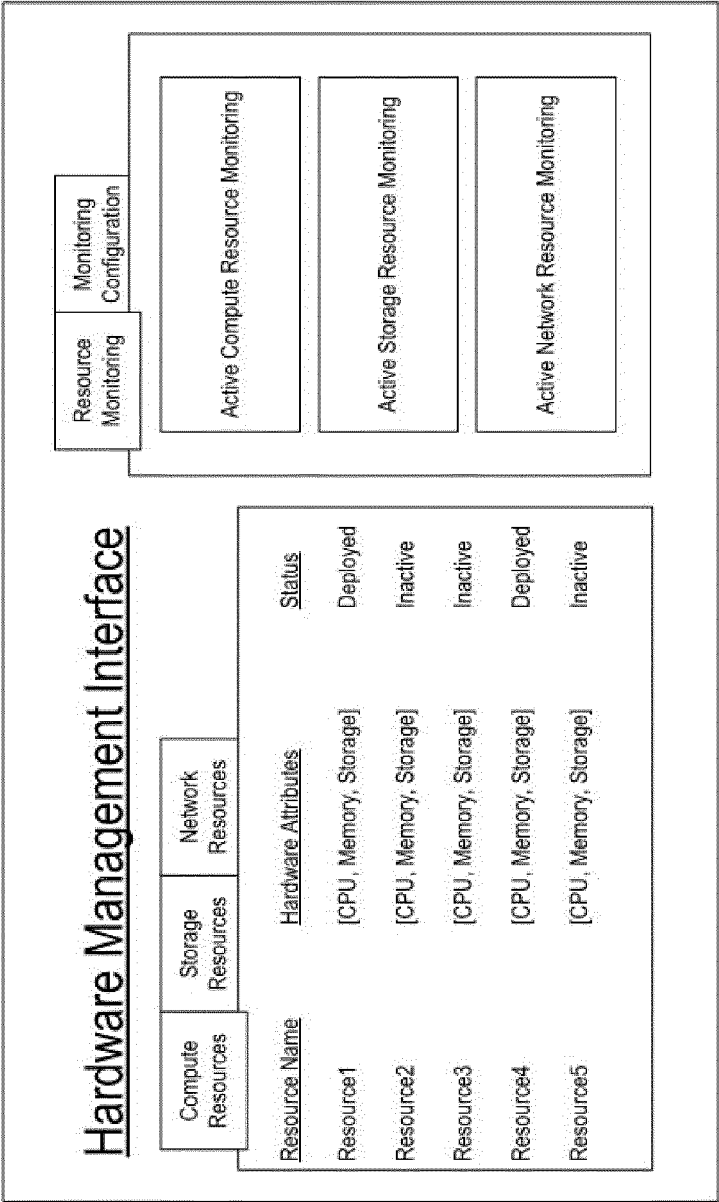 Hardware Management Interface
Compute
Resources
Storage
Resources
Network
Resources
Resource Name Hardware Attributes Status
Resource1 [CPU, Memory, Storage] Deployed
Resource2 [CPU, Memory, Storage] Inactive
Resource3 [CPU, Memory, Storage] Inactive
Resource4 [CPU, Memory, Storage] Deployed
Resource5 [CPU, Memory, Storage] Inactive
Resource
Monitoring
Monitoring
Configuration
Active Compute Resource Monitoring
Active Storage Resource Monitoring
Active Network Resource Monitoring